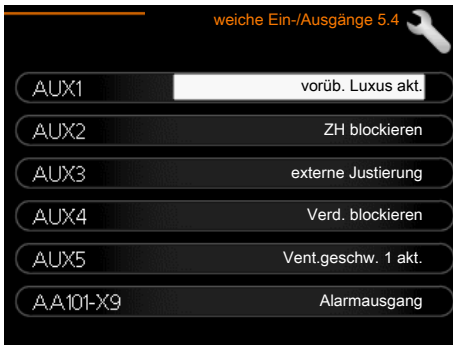 weiche Ein-/Ausgänge 5.4
AUX1 vorüb. Luxus akt.
AUX2 ZH blockieren
AUX3 externe Justierung
AUX4 Verd. blockieren
AUX5 Vent.geschw. 1 akt.
AA101-X9 Alarmausgang